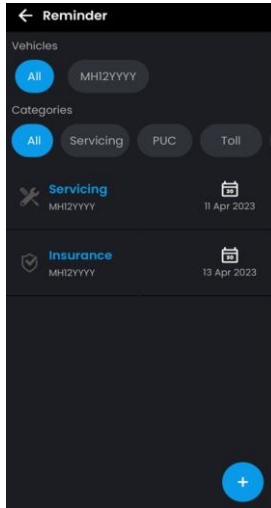 Reminder
Vehicles
All MH12YYYY
Categories
All Servicing PUC Toll
Servicing
MH12YYYY
11 Apr 2023
Insurance
MH12YYYY
13 Apr 2023
+